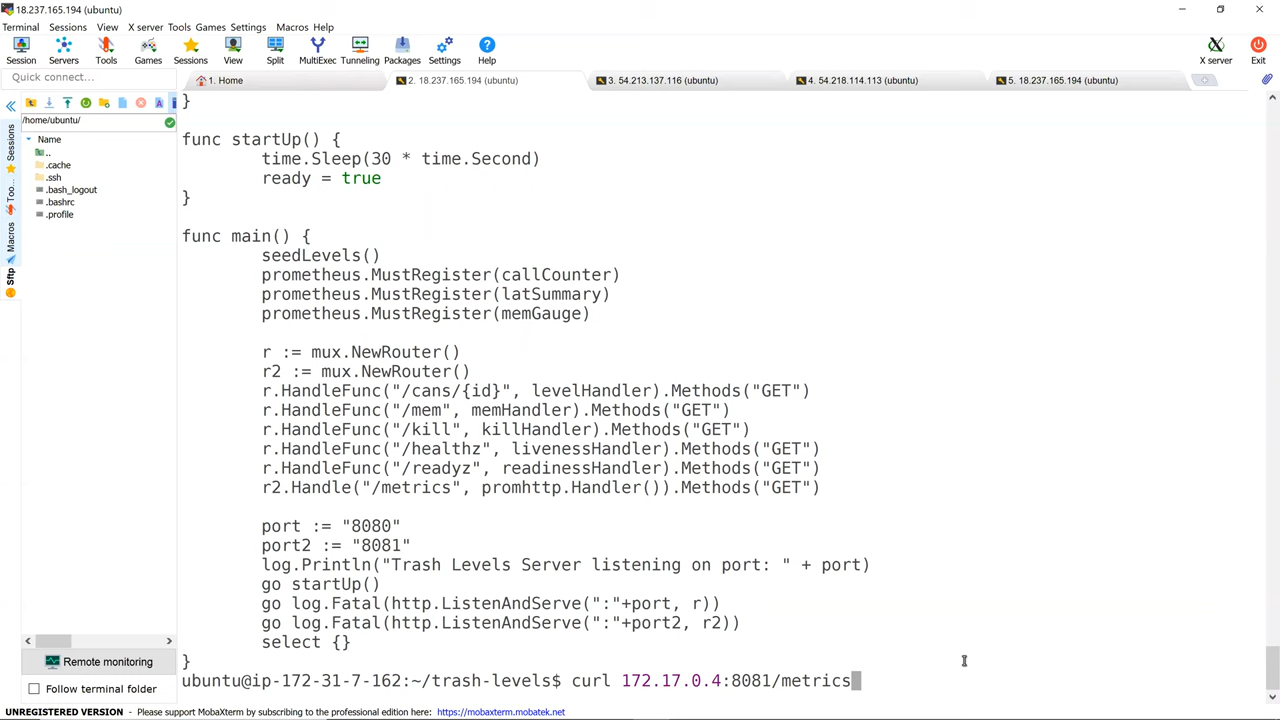 18.237.165.194 (ubuntu)
Terminal Sessions View X server Tools Games Settings Macros Help
Session Servers Tools Games Sessions View Split MultiExec Tunneling Packages Settings Help X server Exit
Quick connect...
1. Home 2. 18.237.165.194 (ubuntu) 3. 54.213.137.116 (ubuntu) 4. 54.218.114.113 (ubuntu) 5. 18.237.165.194 (ubuntu)
/home/ubuntu/
Name
..
.cache
.ssh
.bash_logout
.bashrc
.profile
Sessions
Too...
Macros
Sftp
}
func startUp() {
time.Sleep(30 * time.Second)
ready = true
}
func main() {
seedLevels()
prometheus.MustRegister(callCounter)
prometheus.MustRegister(latSummary)
prometheus.MustRegister(memGauge)
r := mux.NewRouter()
r2 := mux.NewRouter()
r.HandleFunc("/cans/{id}", levelHandler).Methods("GET")
r.HandleFunc("/mem", memHandler).Methods("GET")
r.HandleFunc("/kill", killHandler).Methods("GET")
r.HandleFunc("/healthz", livenessHandler).Methods("GET")
r.HandleFunc("/readyz", readinessHandler).Methods("GET")
r2.Handle("/metrics", promhttp.Handler()).Methods("GET")
port := "8080"
port2 := "8081"
log.Println("Trash Levels Server listening on port: " + port)
go startUp()
go log.Fatal(http.ListenAndServe(":"+port, r))
go log.Fatal(http.ListenAndServe(":"+port2, r2))
select {}
}
ubuntu@ip-172-31-7-162:~/trash-levels$ curl 172.17.0.4:8081/metrics
Remote monitoring
Follow terminal folder
UNREGISTERED VERSION - Please support MobaXterm by subscribing to the professional edition here: https://mobaxterm.mobatek.net